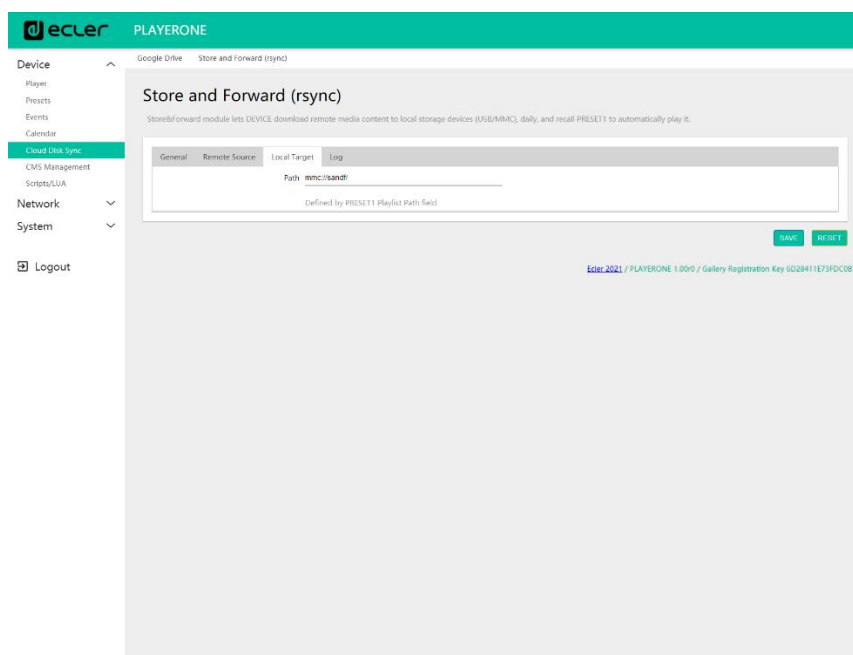 ecler
PLAYERONE
Device
Player
Presets
Events
Calendar
Cloud Disk Sync
CMS Management
Scripts/LUA
Network
System
Logout
Google Drive Store and Forward (rsync)
Store and Forward (rsync)
Store&Forward module lets DEVICE download remote media content to local storage devices (USB/MMC), daily, and recall PRESET1 to automatically play it.
General Remote Source Local Target Log
Path mmc://sandf/
Defined by PRESET1 Playlist Path field
SAVE RESET
Ecler 2021 / PLAYERONE 1.00r0 / Gallery Registration Key 6D28411E73FDC08